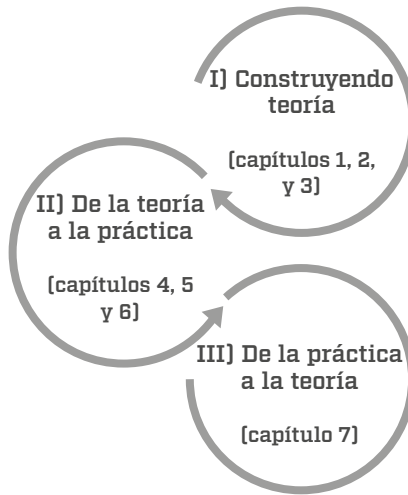 I) Construyendo
teoría
(capítulos 1, 2,
y 3)
II) De la teoría
a la práctica
(capítulos 4, 5
y 6)
III) De la práctica
a la teoría
(capítulo 7)